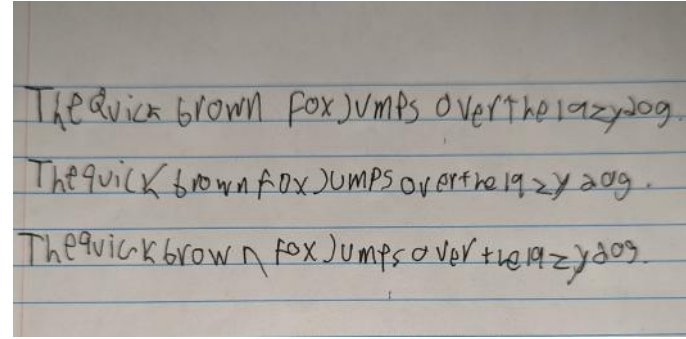 The Quick brown fox Jumps over the lazy dog.
The quick brown fox Jumps over the lazy dog.
The quick brown fox Jumps over the lazy dog.